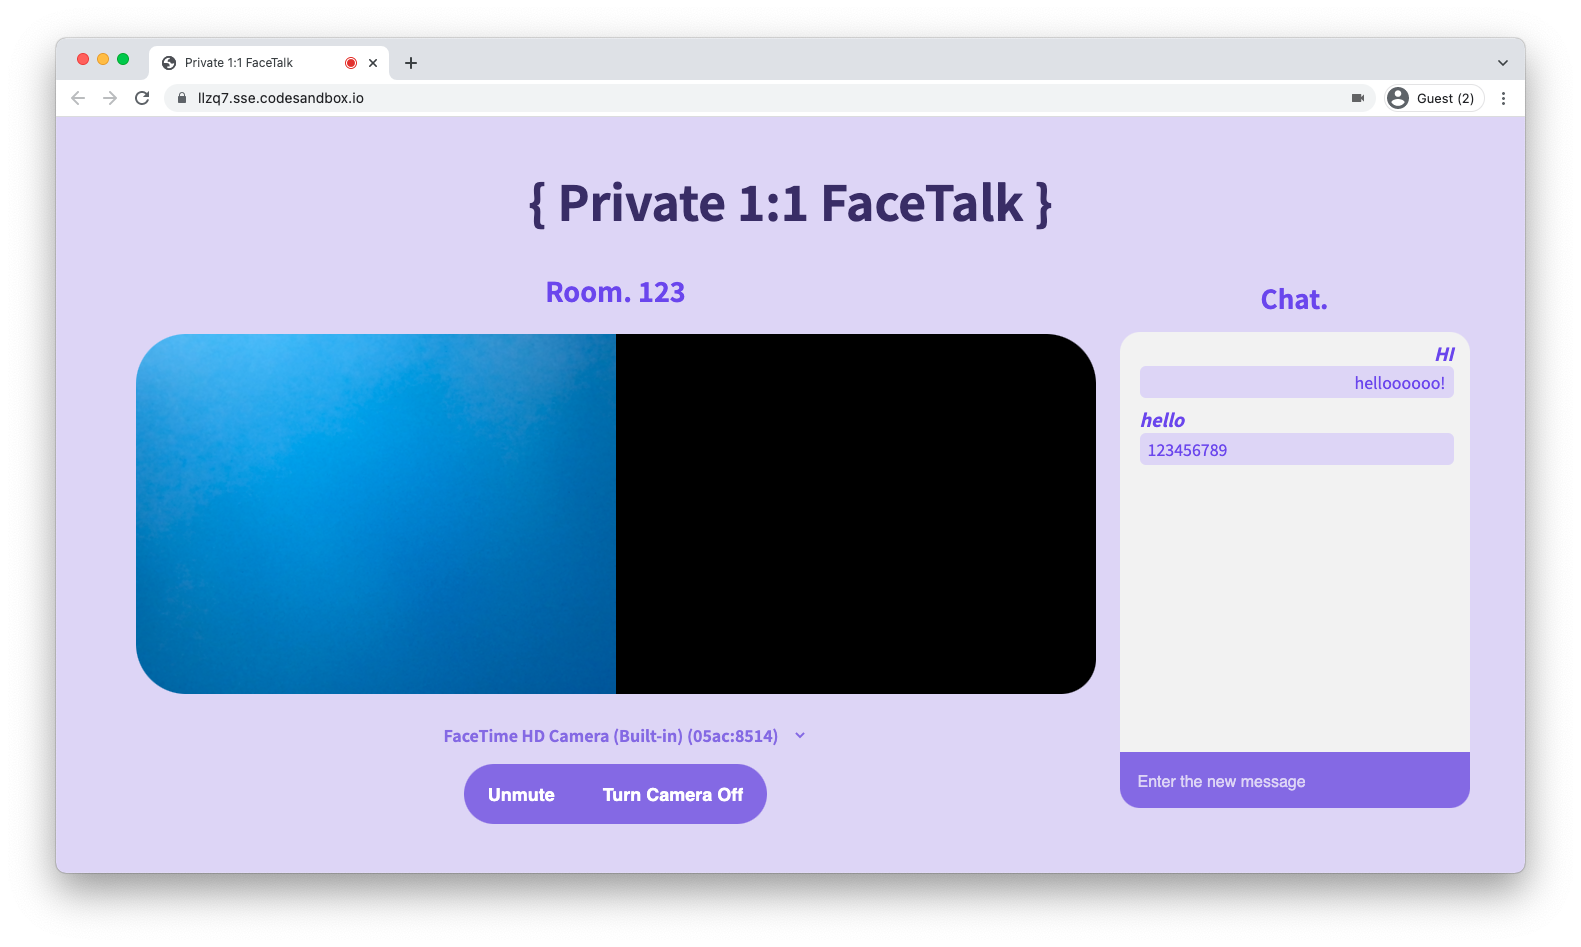 Private 1:1 FaceTalk
llzq7.sse.codesandbox.io
Guest (2)
{ Private 1:1 FaceTalk }
Room. 123
FaceTime HD Camera (Built-in) (05ac:8514)
Unmute Turn Camera Off
Chat.
HI
helloooooo!
hello
123456789
Enter the new message